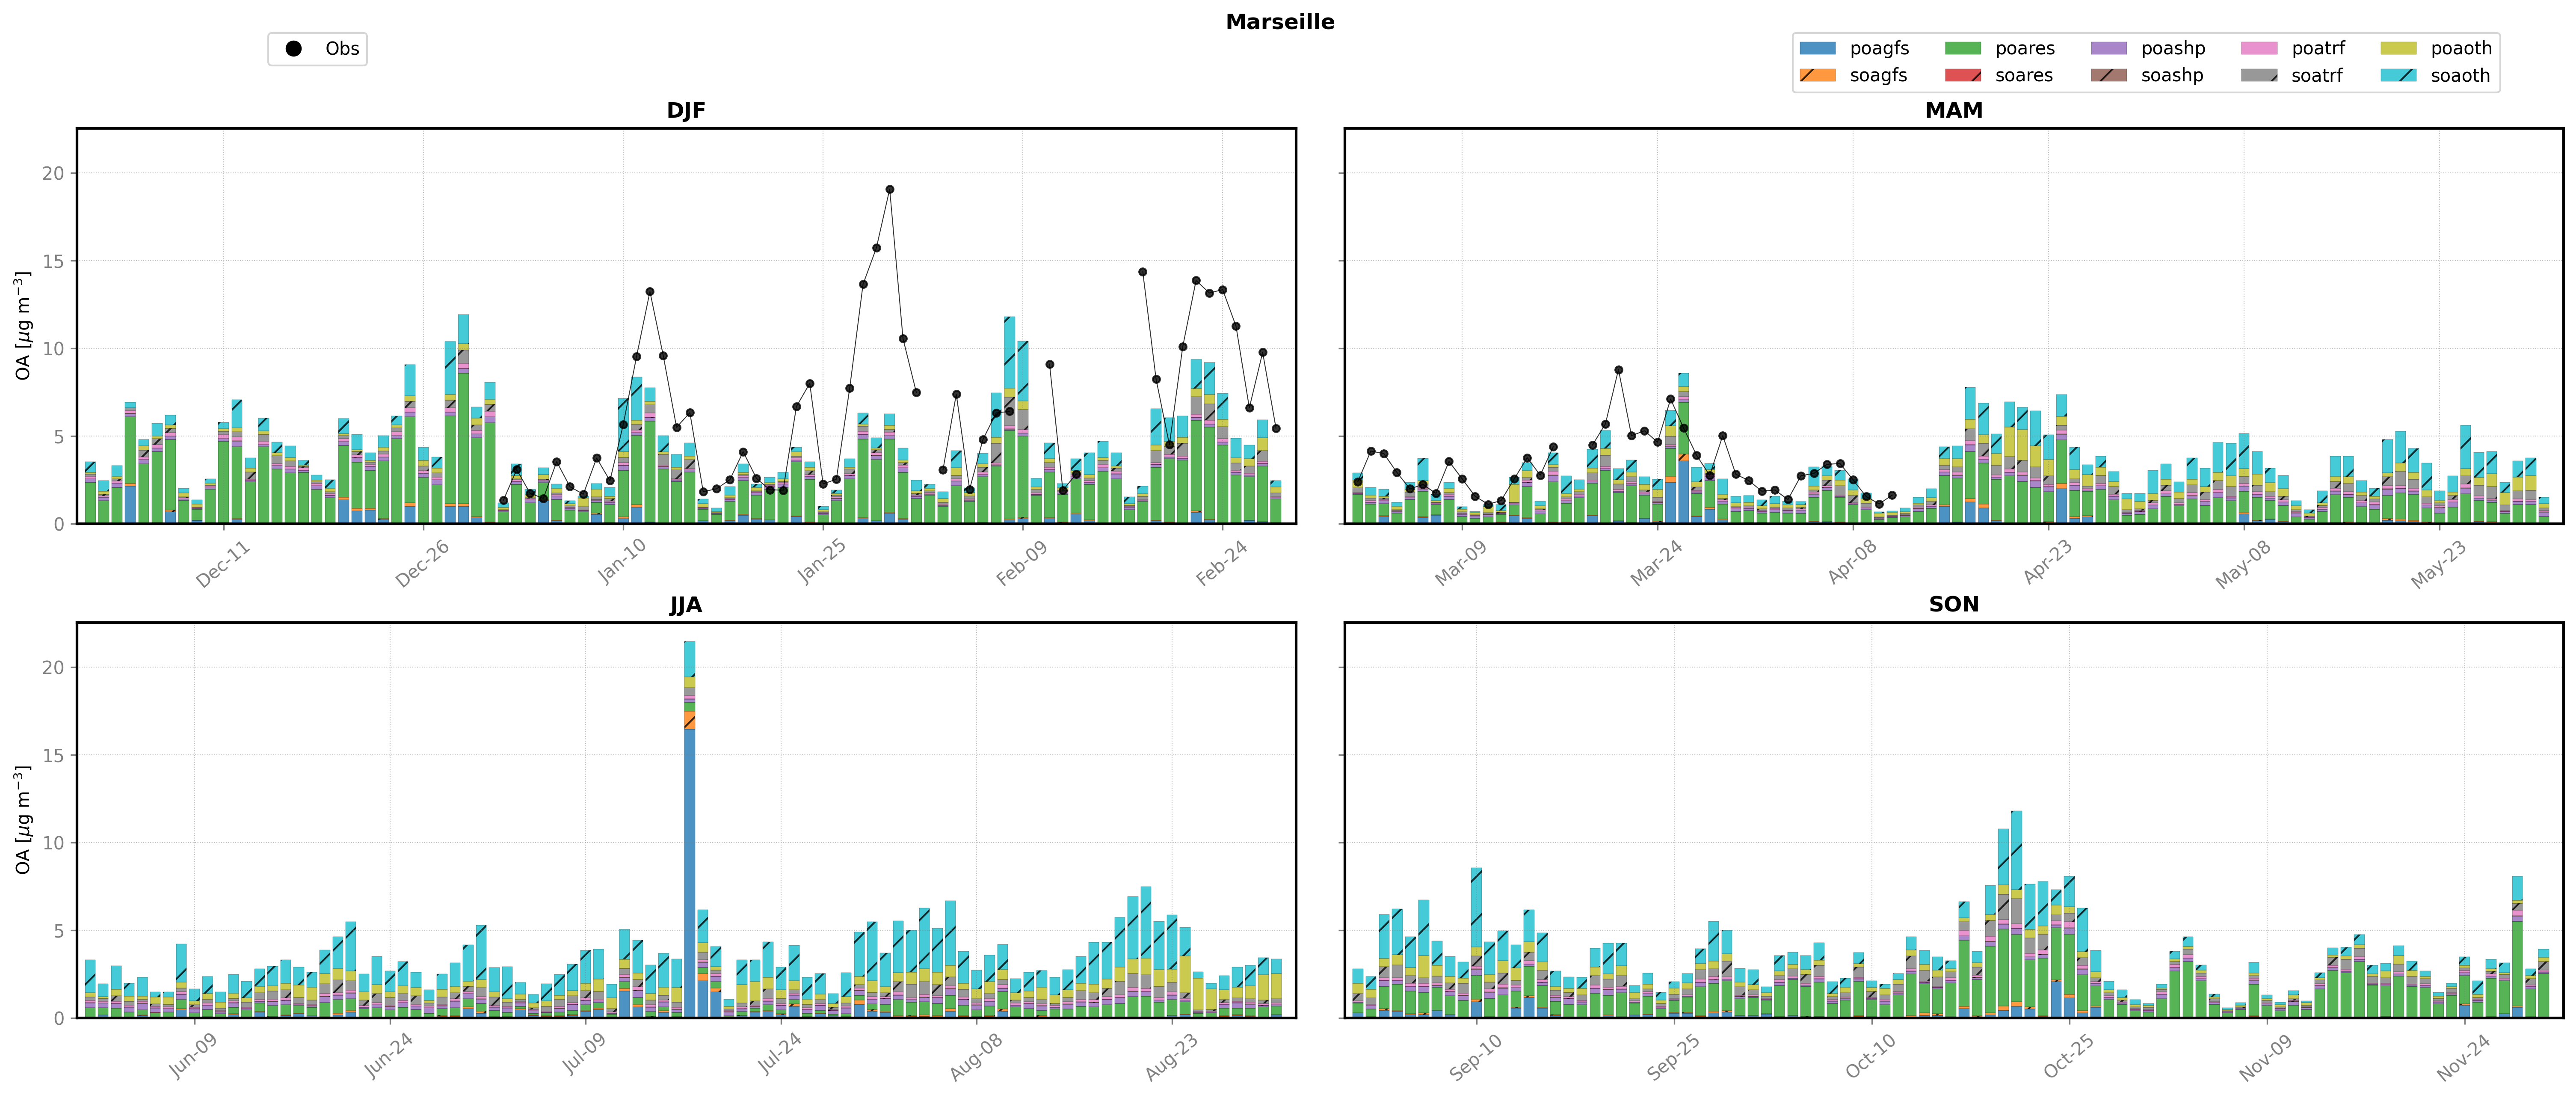 Marseille
Obs
poagfs poares poashp poatrf poaoth
soagfs soares soashp soatrf soaoth
DJF MAM
20
15
10
5
0
OA [μg m⁻³]
Dec-11 Dec-26 Jan-10 Jan-25 Feb-09 Feb-24 Mar-09 Mar-24 Apr-08 Apr-23 May-08 May-23
JJA SON
20
15
10
5
0
OA [μg m⁻³]
Jun-09 Jun-24 Jul-09 Jul-24 Aug-08 Aug-23 Sep-10 Sep-25 Oct-10 Oct-25 Nov-09 Nov-24